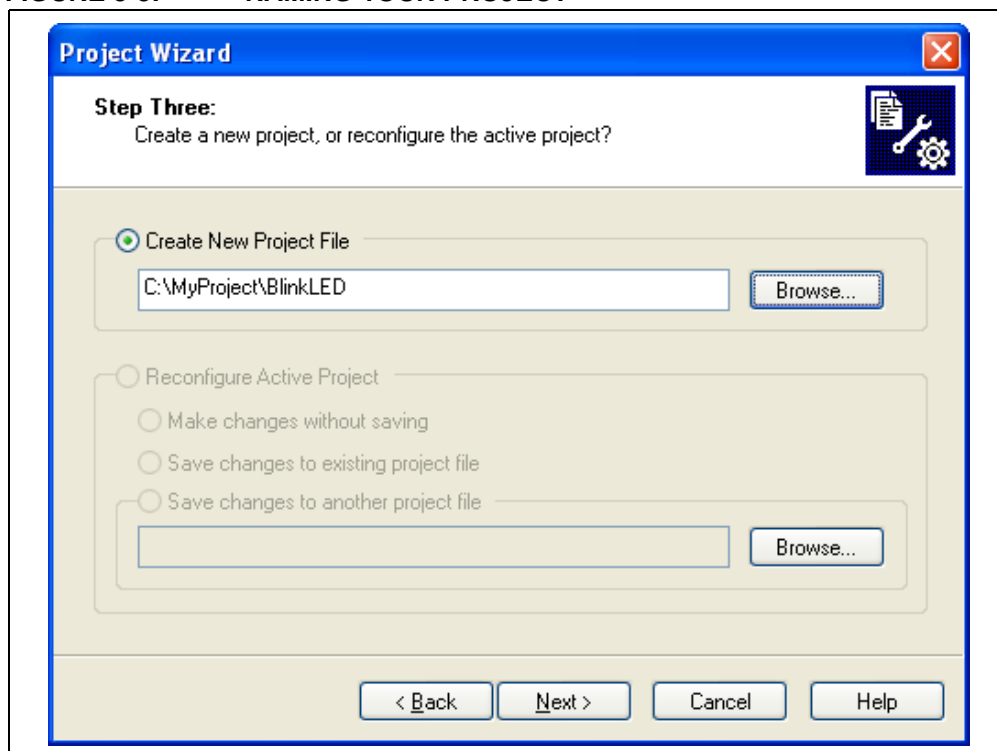 Project Wizard
Step Three:
Create a new project, or reconfigure the active project?
Create New Project File
C:\MyProject\BlinkLED
Browse...
Reconfigure Active Project
Make changes without saving
Save changes to existing project file
Save changes to another project file
Browse...
< Back
Next >
Cancel
Help